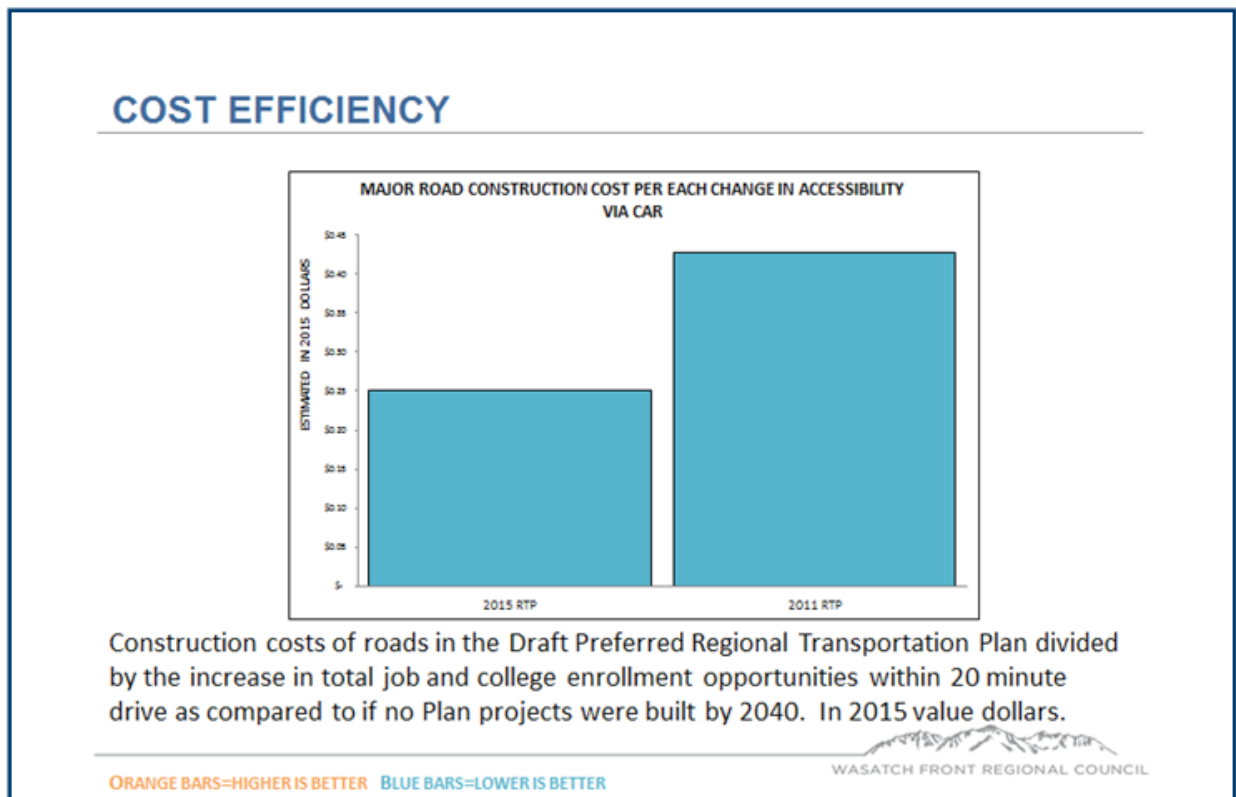 COST EFFICIENCY
MAJOR ROAD CONSTRUCTION COST PER EACH CHANGE IN ACCESSIBILITY
VIA CAR
ESTIMATED IN 2015 DOLLARS
$0.45
$0.40
$0.35
$0.30
$0.25
$0.20
$0.15
$0.10
$0.05
$-
2015 RTP
2011 RTP
Construction costs of roads in the Draft Preferred Regional Transportation Plan divided
by the increase in total job and college enrollment opportunities within 20 minute
drive as compared to if no Plan projects were built by 2040. In 2015 value dollars.
WASATCH FRONT REGIONAL COUNCIL
ORANGE BARS=HIGHER IS BETTER BLUE BARS=LOWER IS BETTER